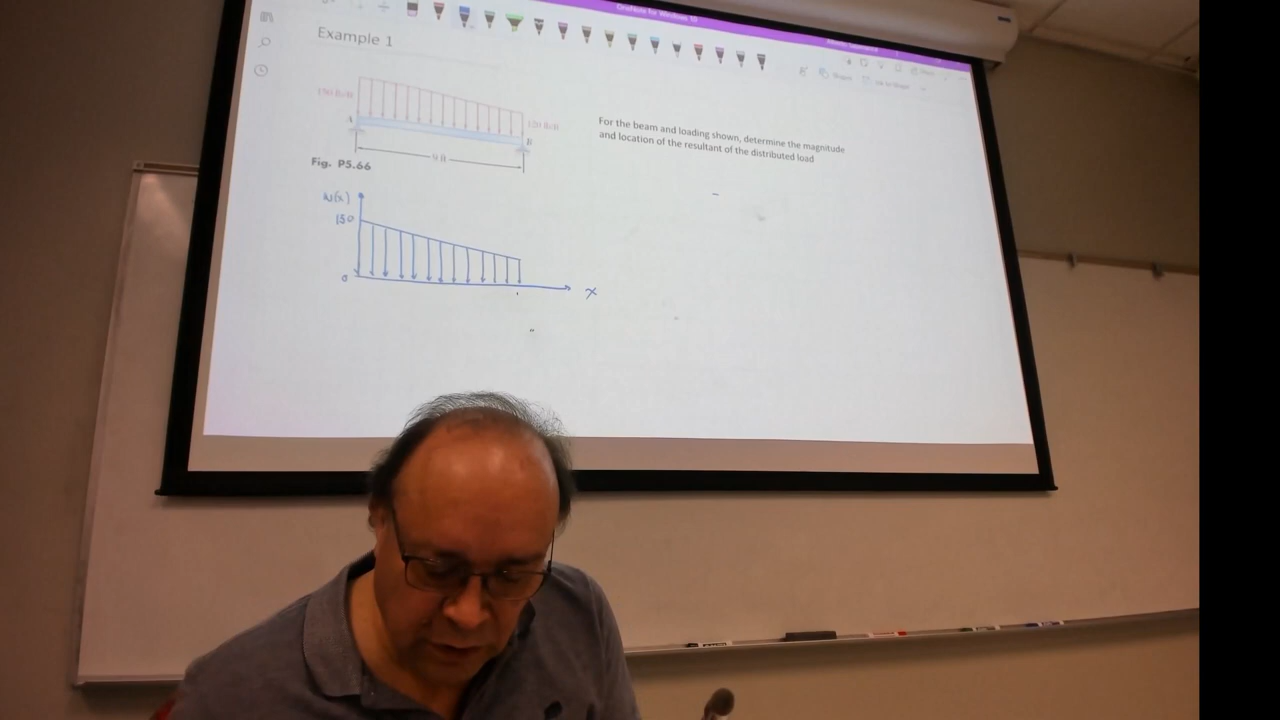 OneNote for Windows 10
Example 1
150 lb/ft
120 lb/ft
A
B
9 ft
Fig. P5.66
For the beam and loading shown, determine the magnitude
and location of the resultant of the distributed load
w(x)
150
0
x